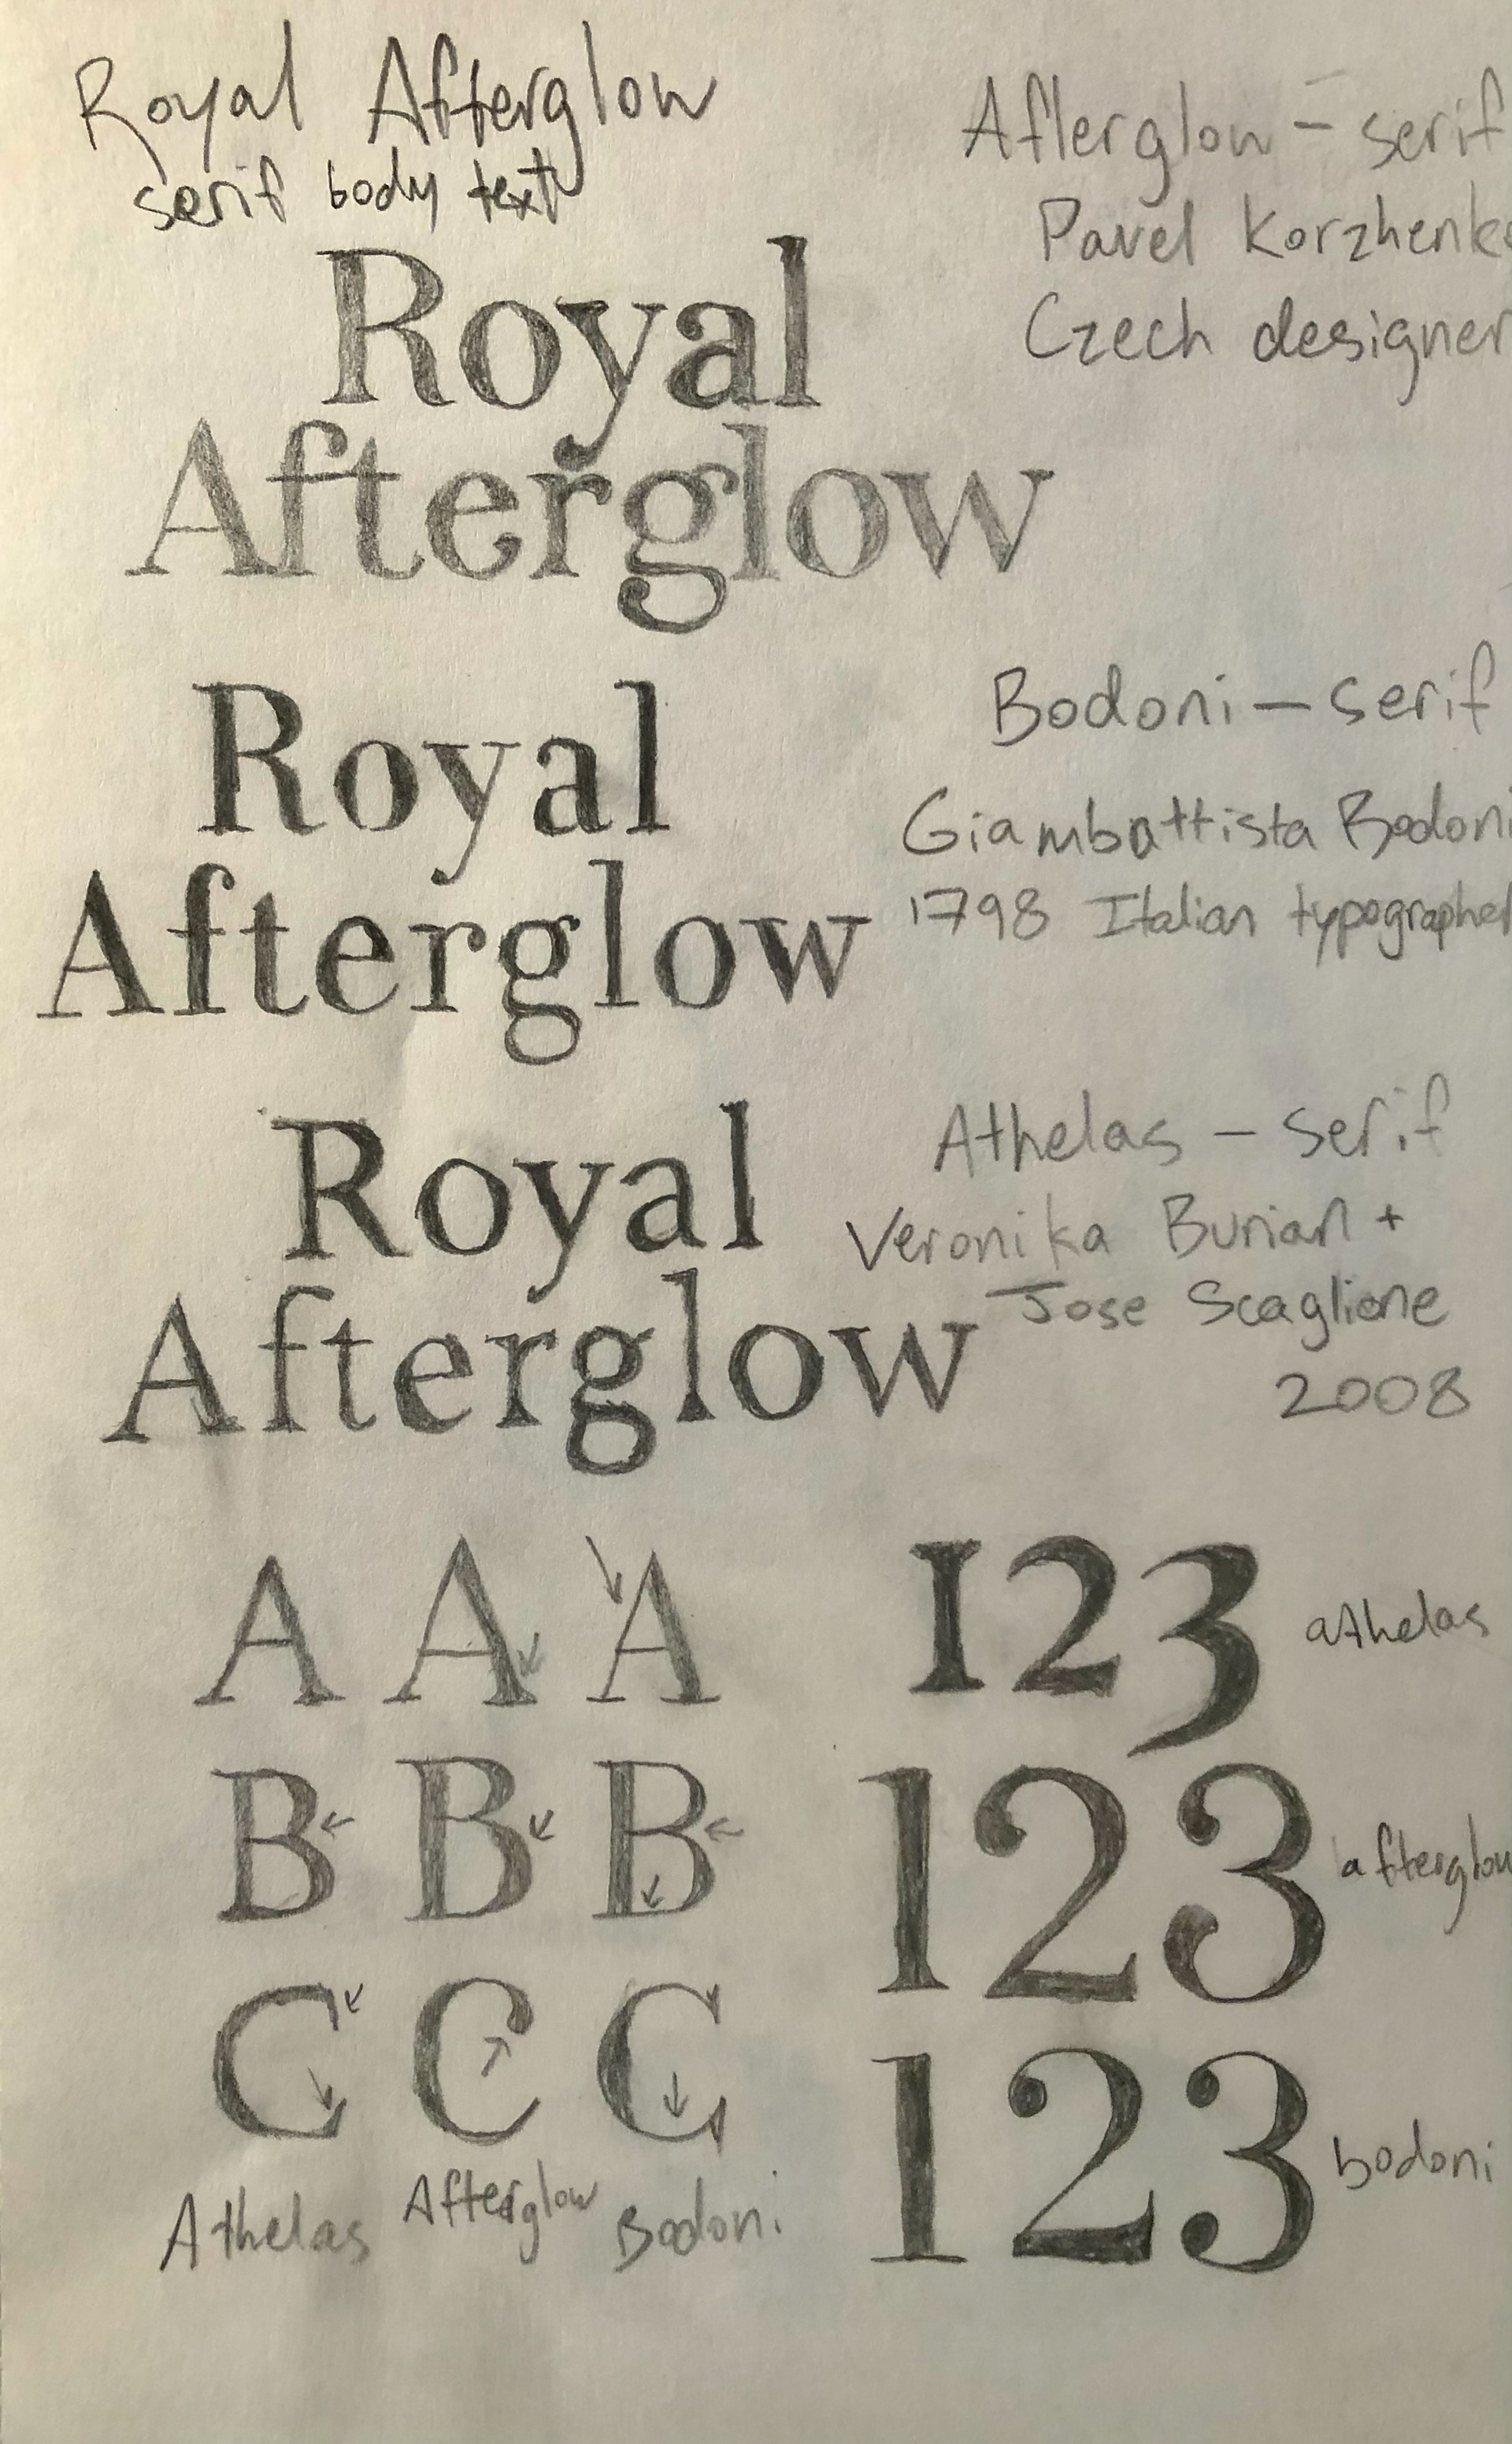 Royal Afterglow
serif body text
Royal
Afterglow
Aflerglow - serif
Pavel Korzhenko
Czech designer
Royal
Afterglow
Bodoni - serif
Giambattista Bodoni
1798 Italian typographer
Royal
Afterglow
Athelas - serif
Veronika Burian +
Jose Scaglione
2008
A A A
B B B
C C C
Athelas Afterglow Bodoni
123 athelas
123 afterglow
123 bodoni